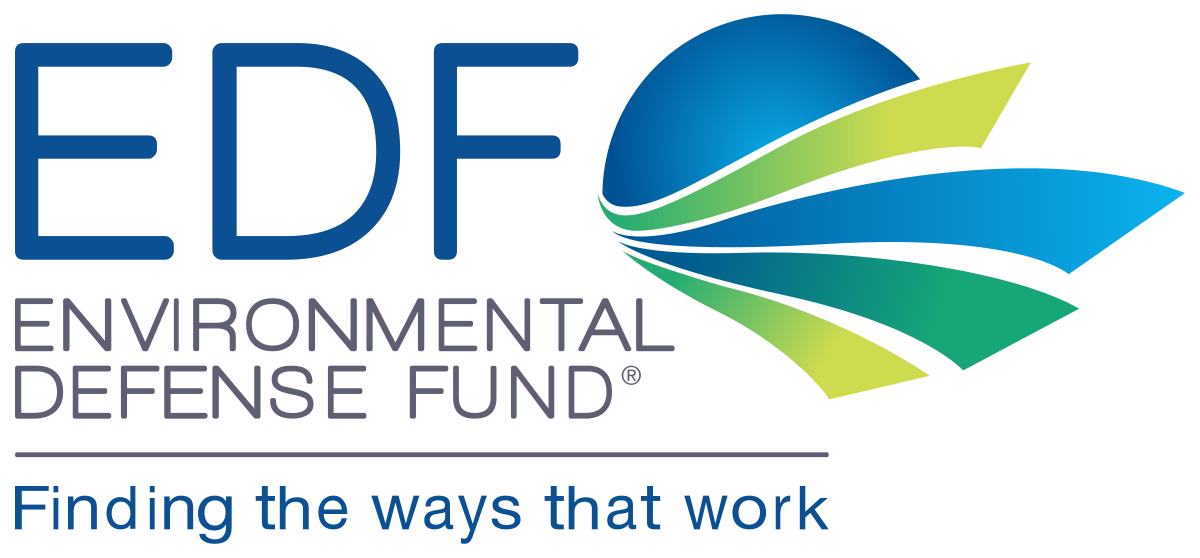 EDF
ENVIRONMENTAL
DEFENSE FUND®
Finding the ways that work